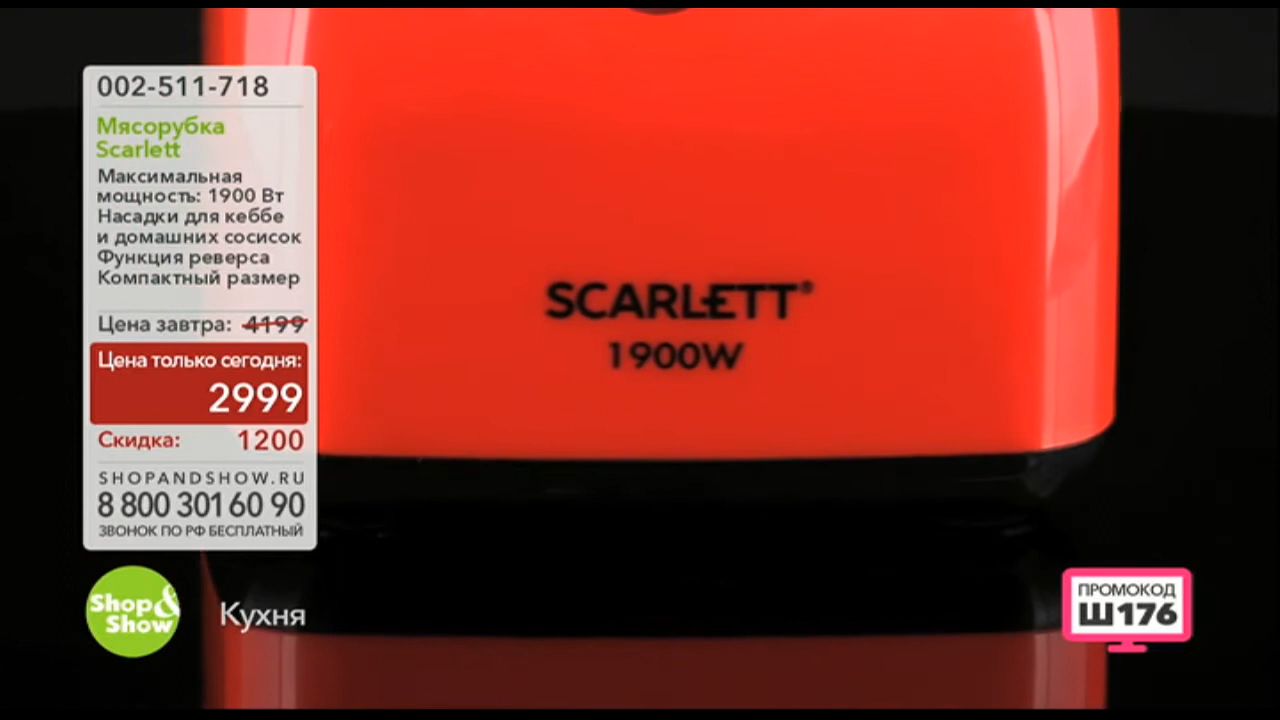 002-511-718
Мясорубка
Scarlett
Максимальная
мощность: 1900 Вт
Насадки для кеббе
и домашних сосисок
Функция реверса
Компактный размер
Цена завтра: 4199
Цена только сегодня:
2999
Скидка: 1200
SHOPANDSHOW.RU
8 800 301 60 90
ЗВОНОК ПО РФ БЕСПЛАТНЫЙ
SCARLETT®
1900W
Shop&
Show
Кухня
ПРОМОКОД
Ш176